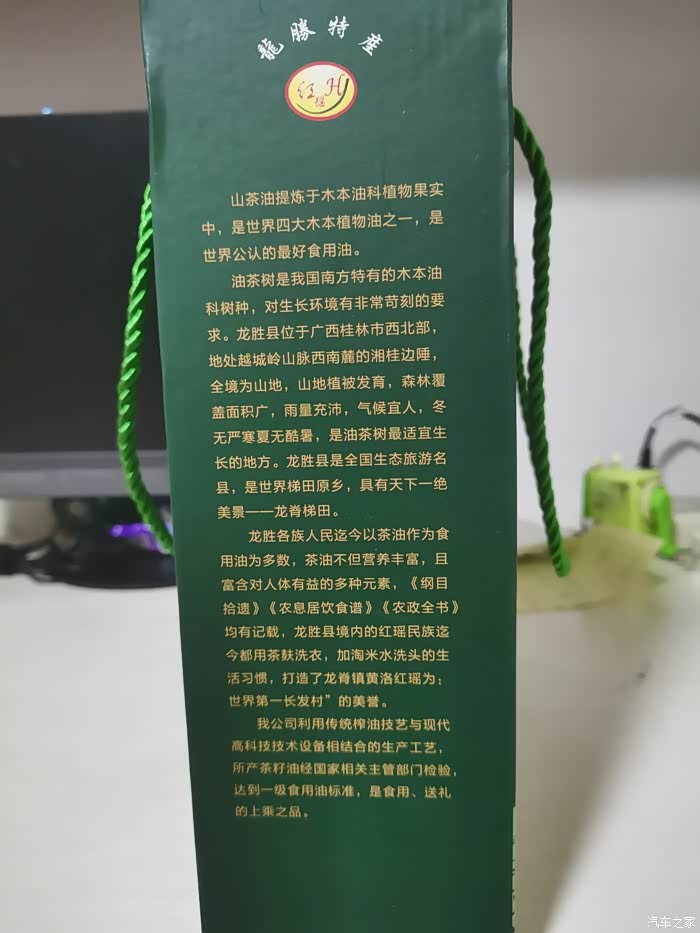 龍勝特產
红瑶
H
山茶油提炼于木本油科植物果实
中，是世界四大木本植物油之一，是
世界公认的最好食用油。
油茶树是我国南方特有的木本油
科树种，对生长环境有非常苛刻的要
求。龙胜县位于广西桂林市西北部，
地处越城岭山脉西南麓的湘桂边陲，
全境为山地，山地植被发育，森林覆
盖面积广，雨量充沛，气候宜人，冬
无严寒夏无酷暑，是油茶树最适宜生
长的地方。龙胜县是全国生态旅游名
县，是世界梯田原乡，具有天下一绝
美景——龙脊梯田。
龙胜各族人民迄今以茶油作为食
用油为多数，茶油不但营养丰富，且
富含对人体有益的多种元素，《纲目
拾遗》《农息居饮食谱》《农政全书》
均有记载，龙胜县境内的红瑶民族迄
今都用茶麸洗衣，加淘米水洗头的生
活习惯，打造了龙脊镇黄洛红瑶为：
世界第一长发村”的美誉。
我公司利用传统榨油技艺与现代
高科技技术设备相结合的生产工艺，
所产茶籽油经国家相关主管部门检验，
达到一级食用油标准，是食用、送礼
的上乘之品。
汽车之家